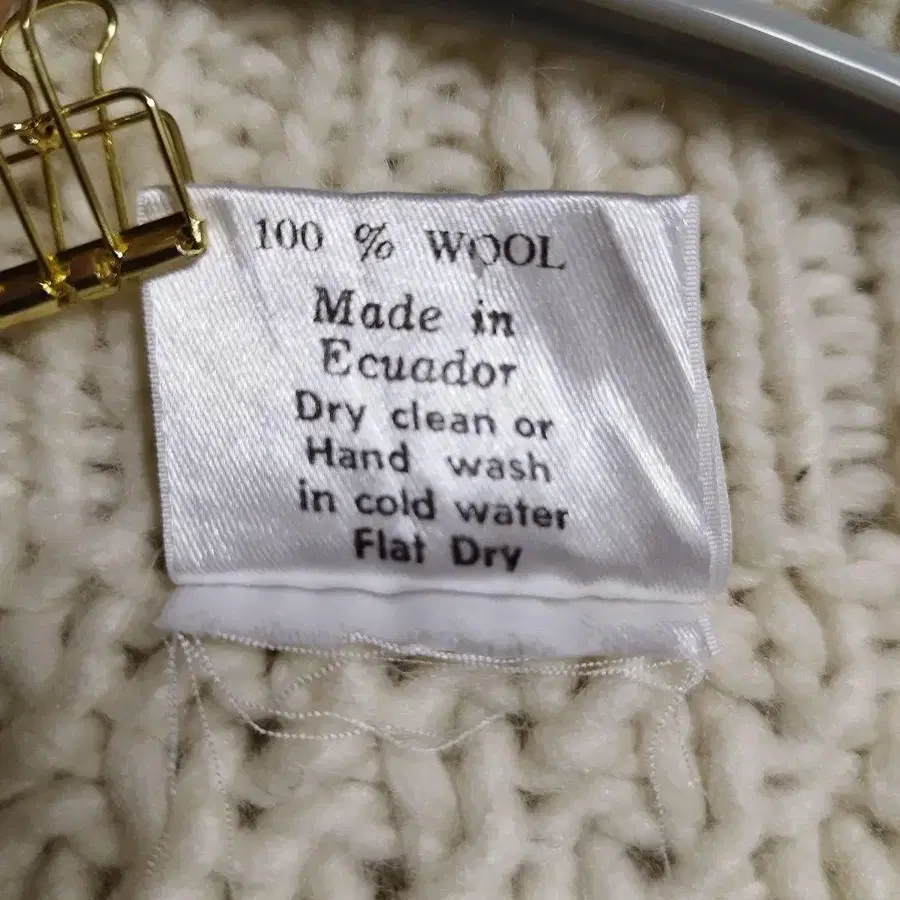 100 % WOOL
Made in
Ecuador
Dry clean or
Hand wash
in cold water
Flat Dry